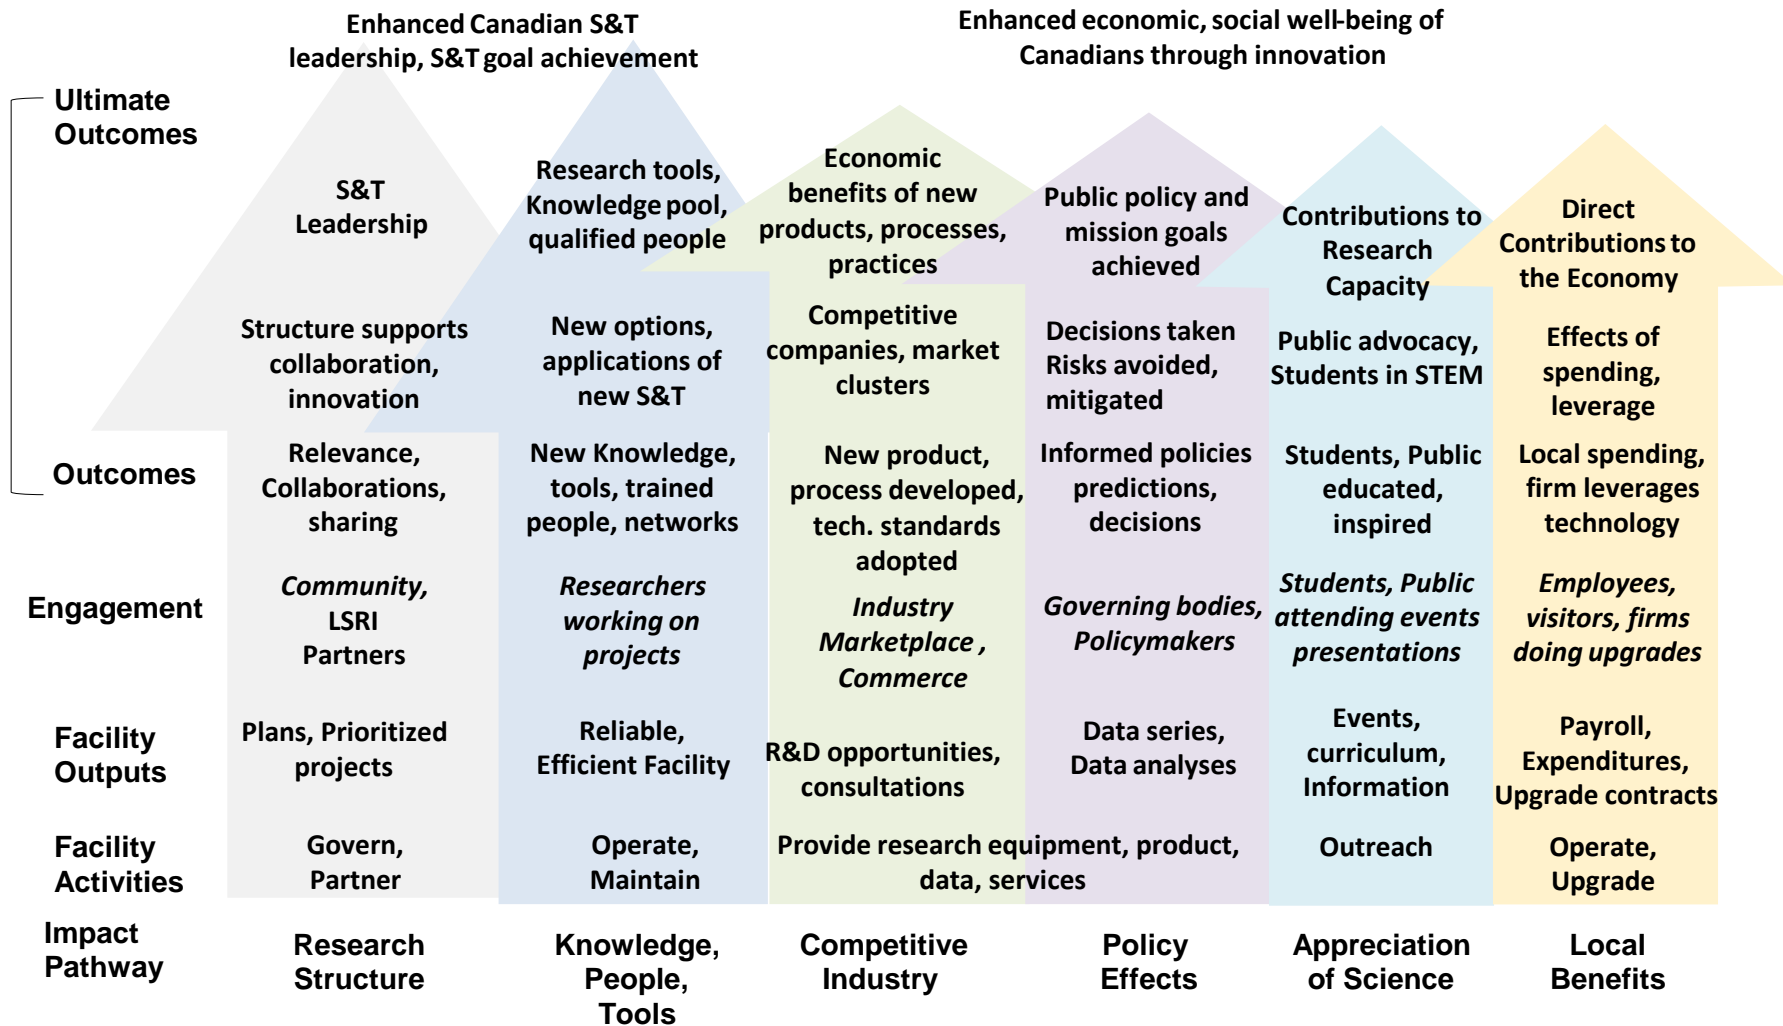 Enhanced Canadian S&T
leadership, S&T goal achievement
Enhanced economic, social well-being of
Canadians through innovation
Ultimate
Outcomes
S&T
Leadership
Research tools,
Knowledge pool,
qualified people
Economic
benefits of new
products, processes,
practices
Public policy and
mission goals
achieved
Contributions to
Research
Capacity
Direct
Contributions to
the Economy
Structure supports
collaboration,
innovation
New options,
applications of
new S&T
Competitive
companies, market
clusters
Decisions taken
Risks avoided,
mitigated
Public advocacy,
Students in STEM
Effects of
spending,
leverage
Outcomes
Relevance,
Collaborations,
sharing
New Knowledge,
tools, trained
people, networks
New product,
process developed,
tech. standards
adopted
Informed policies
predictions,
decisions
Students, Public
educated,
inspired
Local spending,
firm leverages
technology
Engagement
Community,
LSRI
Partners
Researchers
working on
projects
Industry
Marketplace ,
Commerce
Governing bodies,
Policymakers
Students, Public
attending events
presentations
Employees,
visitors, firms
doing upgrades
Facility
Outputs
Plans, Prioritized
projects
Reliable,
Efficient Facility
R&D opportunities,
consultations
Data series,
Data analyses
Events,
curriculum,
Information
Payroll,
Expenditures,
Upgrade contracts
Facility
Activities
Govern,
Partner
Operate,
Maintain
Provide research equipment, product,
data, services
Outreach
Operate,
Upgrade
Impact
Pathway
Research
Structure
Knowledge,
People,
Tools
Competitive
Industry
Policy
Effects
Appreciation
of Science
Local
Benefits